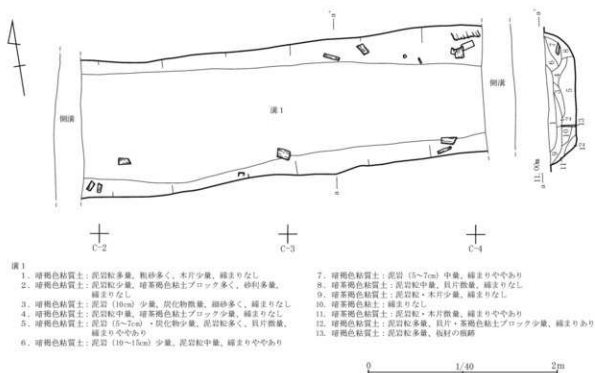 a'
a'
側溝
溝1
側溝
a
11.00m
a
C-2
C-3
C-4
溝1
1. 暗褐色粘質土：泥岩粒多量、粗砂多く、木片少量、締まりなし
2. 暗褐色粘質土：泥岩粒少量、暗茶褐色粘土ブロック多く、砂利多量、
締まりなし
3. 暗褐色粘質土：泥岩（10cm）少量、炭化物微量、細砂多く、締まりなし
4. 暗褐色粘質土：泥岩粒中量、暗茶褐色粘土ブロック少量、締まりなし
5. 暗褐色粘質土：泥岩（5~7cm）・炭化物少量、泥岩粒多く、貝片微量、
締まりややあり
6. 暗褐色粘質土：泥岩（10~15cm）少量、泥岩粒中量、締まりややあり
7. 暗褐色粘質土：泥岩（5~7cm）中量、締まりややあり
8. 暗茶褐色粘質土：泥岩粒中量、貝片微量、締まりなし
9. 暗茶褐色粘質土：泥岩粒・木片少量、締まりなし
10. 暗茶褐色粘土：締まりなし
11. 暗茶褐色粘質土：泥岩粒・木片微量、締まりややあり
12. 暗茶褐色粘質土：泥岩粒多量、貝片・茶褐色粘土ブロック少量、締まりあり
13. 暗褐色粘質土：泥岩粒多量、板材の痕跡
0
1/40
2m